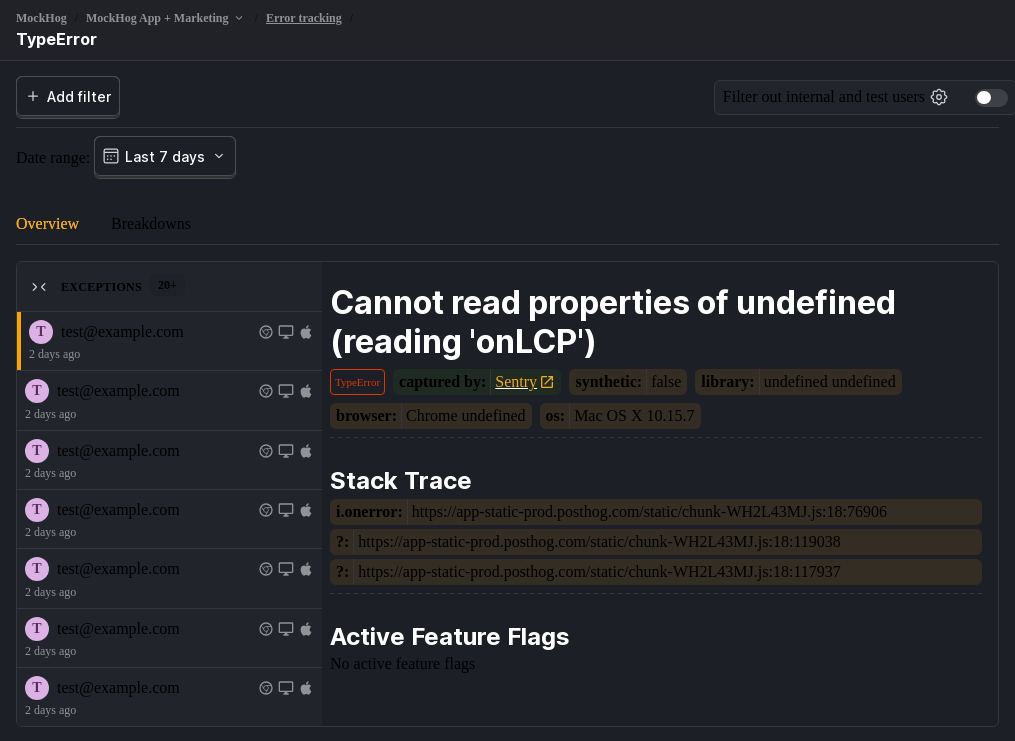 MockHog / MockHog App + Marketing / Error tracking /
TypeError
Add filter
Filter out internal and test users
Date range: Last 7 days
Overview Breakdowns
EXCEPTIONS 20+
T test@example.com
2 days ago
T test@example.com
2 days ago
T test@example.com
2 days ago
T test@example.com
2 days ago
T test@example.com
2 days ago
T test@example.com
2 days ago
T test@example.com
2 days ago
Cannot read properties of undefined
(reading 'onLCP')
TypeError captured by: Sentry synthetic: false library: undefined undefined
browser: Chrome undefined os: Mac OS X 10.15.7
Stack Trace
i.onerror: https://app-static-prod.posthog.com/static/chunk-WH2L43MJ.js:18:76906
?: https://app-static-prod.posthog.com/static/chunk-WH2L43MJ.js:18:119038
?: https://app-static-prod.posthog.com/static/chunk-WH2L43MJ.js:18:117937
Active Feature Flags
No active feature flags